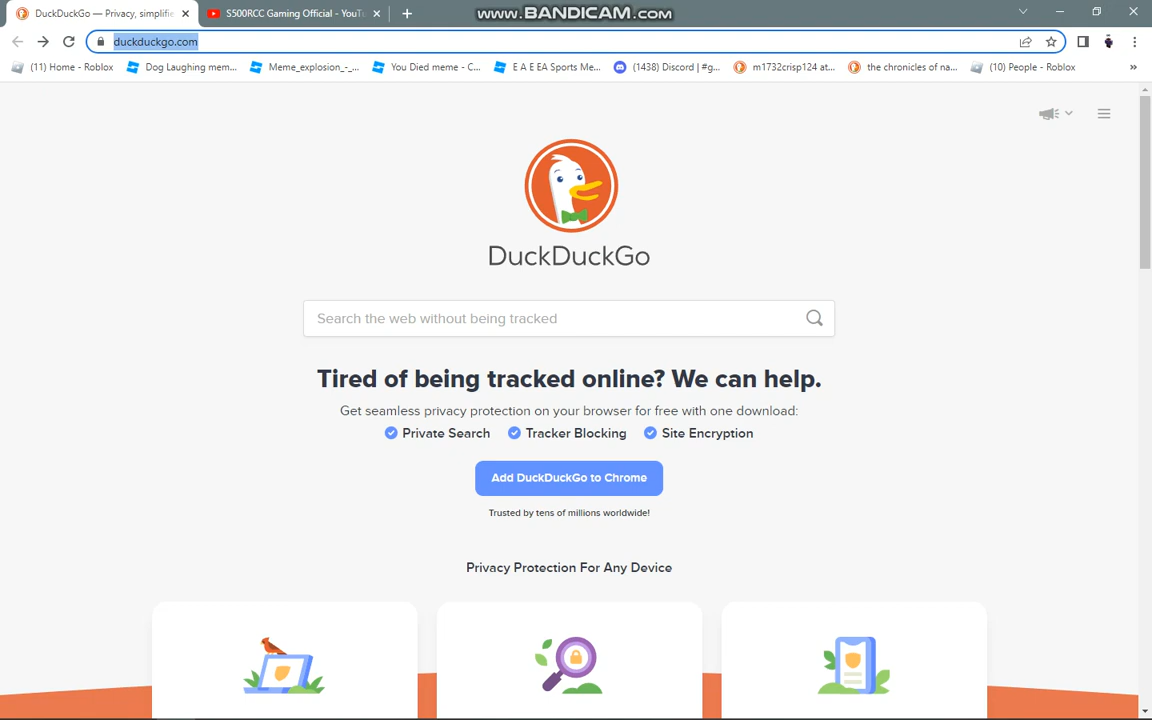 DuckDuckGo — Privacy, simplifie
S500RCC Gaming Official - YouTu
www.BANDICAM.com
duckduckgo.com
(11) Home - Roblox
Dog Laughing mem...
Meme_explosion_-_...
You Died meme - C...
E A E EA Sports Me...
(1438) Discord | #g...
m1732crisp124 at...
the chronicles of na...
(10) People - Roblox
»
DuckDuckGo
Search the web without being tracked
Tired of being tracked online? We can help.
Get seamless privacy protection on your browser for free with one download:
Private Search Tracker Blocking Site Encryption
Add DuckDuckGo to Chrome
Trusted by tens of millions worldwide!
Privacy Protection For Any Device